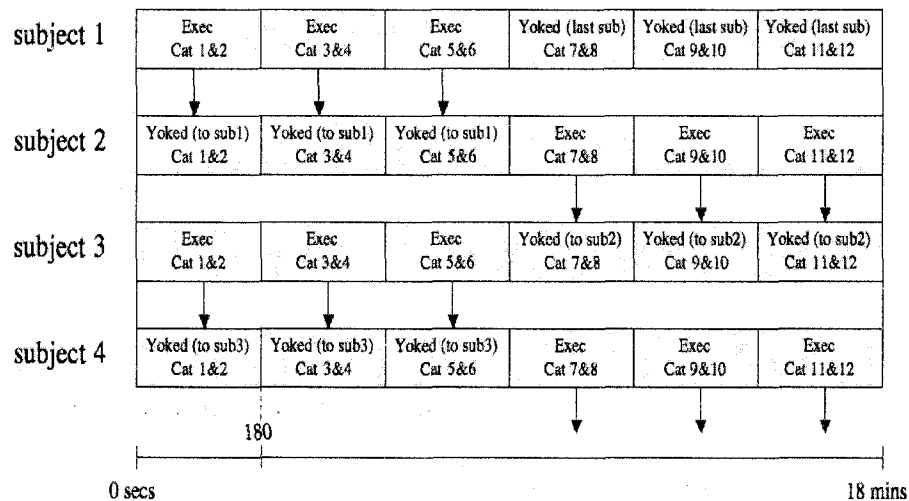 subject 1
Exec Exec Exec Yoked (last sub) Yoked (last sub) Yoked (last sub)
Cat 1&2 Cat 3&4 Cat 5&6 Cat 7&8 Cat 9&10 Cat 11&12
subject 2
Yoked (to sub1) Yoked (to sub1) Yoked (to sub1) Exec Exec Exec
Cat 1&2 Cat 3&4 Cat 5&6 Cat 7&8 Cat 9&10 Cat 11&12
subject 3
Exec Exec Exec Yoked (to sub2) Yoked (to sub2) Yoked (to sub2)
Cat 1&2 Cat 3&4 Cat 5&6 Cat 7&8 Cat 9&10 Cat 11&12
subject 4
Yoked (to sub3) Yoked (to sub3) Yoked (to sub3) Exec Exec Exec
Cat 1&2 Cat 3&4 Cat 5&6 Cat 7&8 Cat 9&10 Cat 11&12
180
0 secs 18 mins